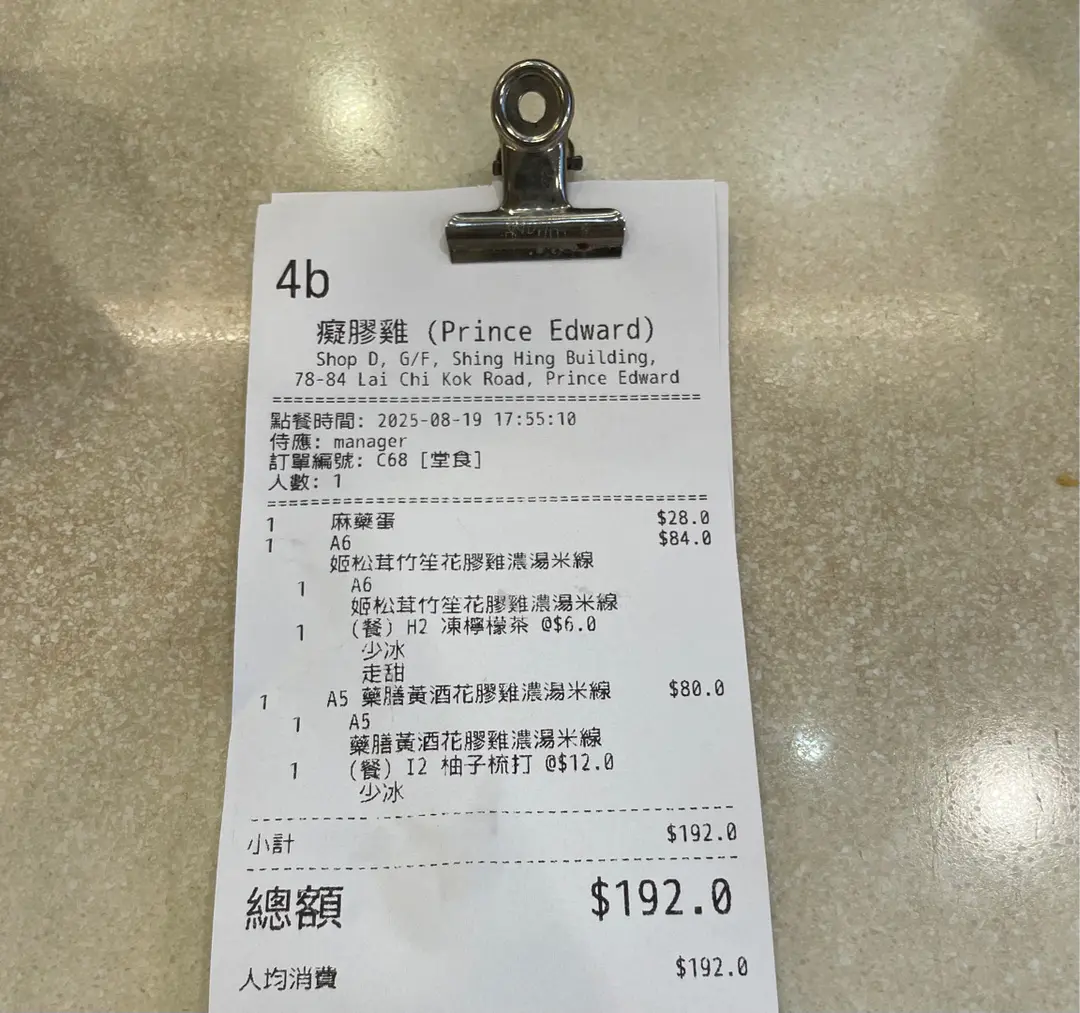 4b
癡膠雞 (Prince Edward)
Shop D, G/F, Shing Hing Building,
78-84 Lai Chi Kok Road, Prince Edward
點餐時間: 2025-08-19 17:55:10
侍應: manager
訂單編號: C68 [堂食]
人數: 1
1 麻藥蛋 $28.0
1 A6 $84.0
姬松茸竹笙花膠雞濃湯米線
1 A6
姬松茸竹笙花膠雞濃湯米線
1 (餐) H2 凍檸檬茶 @$6.0
少冰
走甜
1 A5 藥膳黃酒花膠雞濃湯米線 $80.0
1 A5
藥膳黃酒花膠雞濃湯米線
1 (餐) I2 柚子梳打 @$12.0
少冰
小計 $192.0
總額 $192.0
人均消費 $192.0